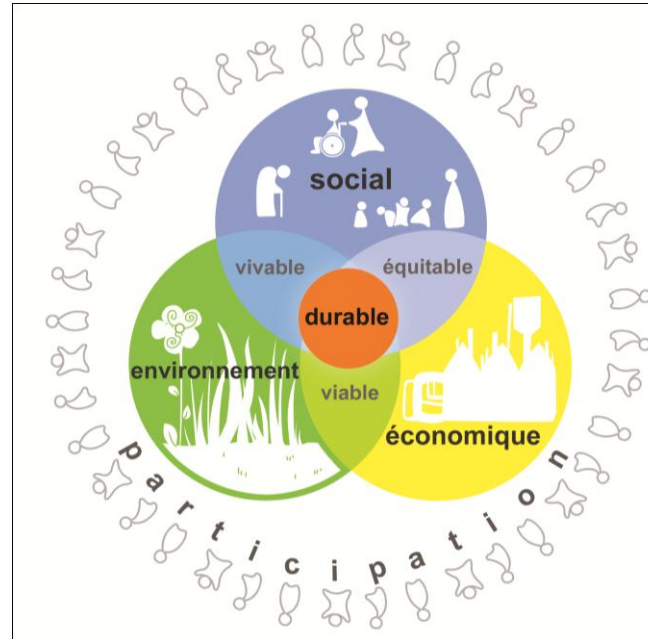 social
vivable
équitable
durable
environnement
viable
économique
participation